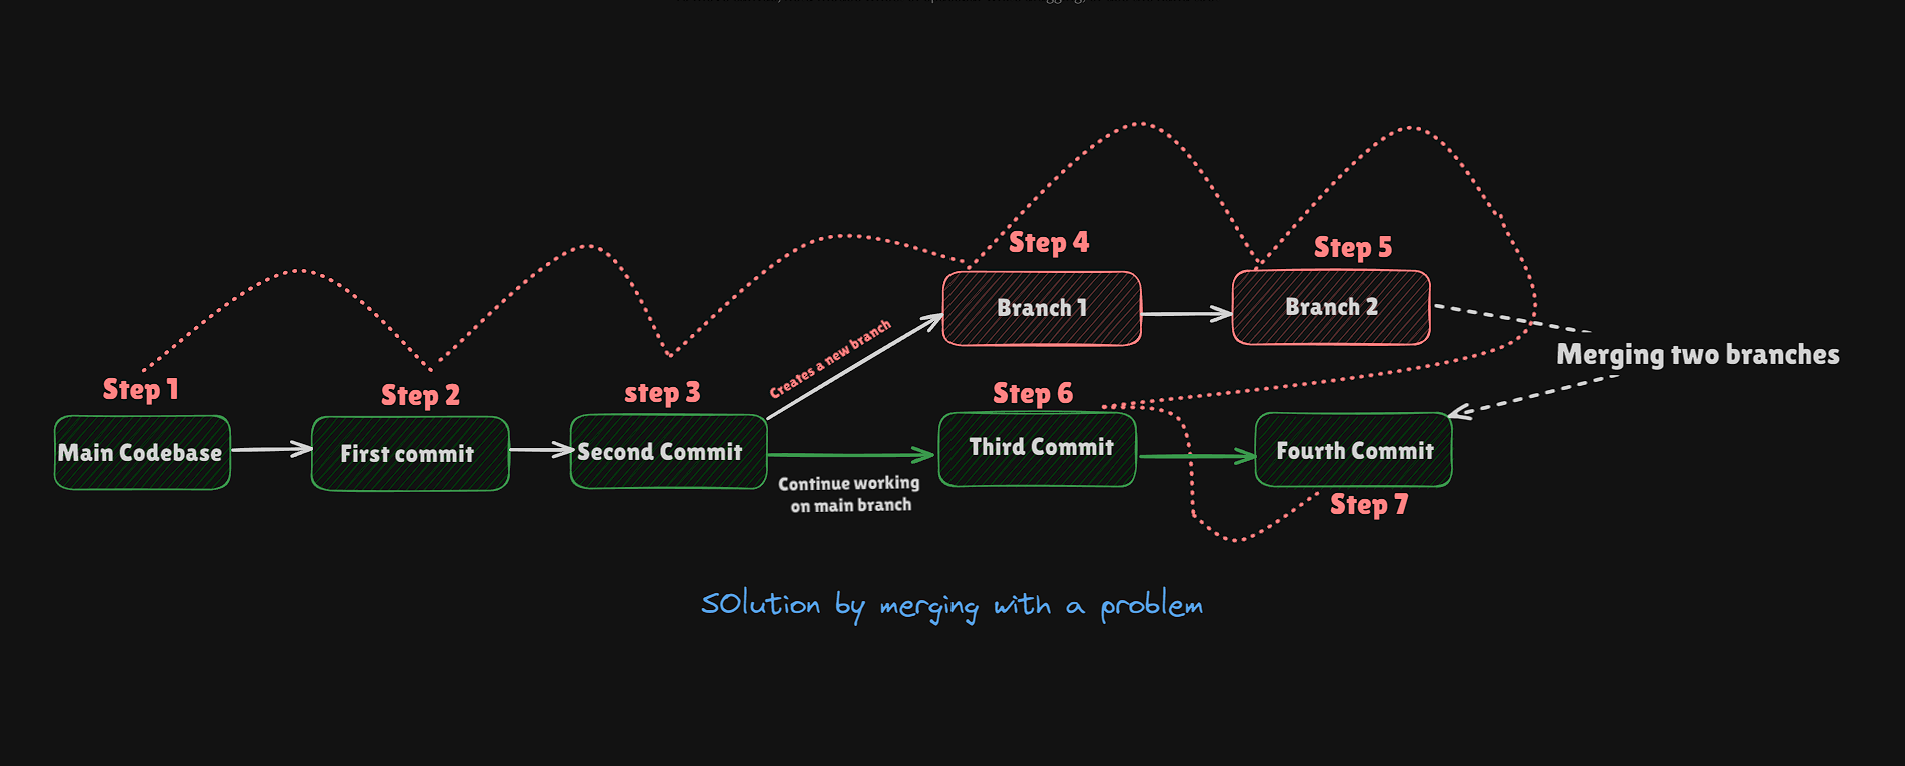 Step 4
Step 5
Branch 1
Branch 2
Creates a new branch
Merging two branches
Step 1
Step 2
step 3
Step 6
Main Codebase
First commit
Second Commit
Third Commit
Fourth Commit
Continue working
on main branch
Step 7
SOlution by merging with a problem